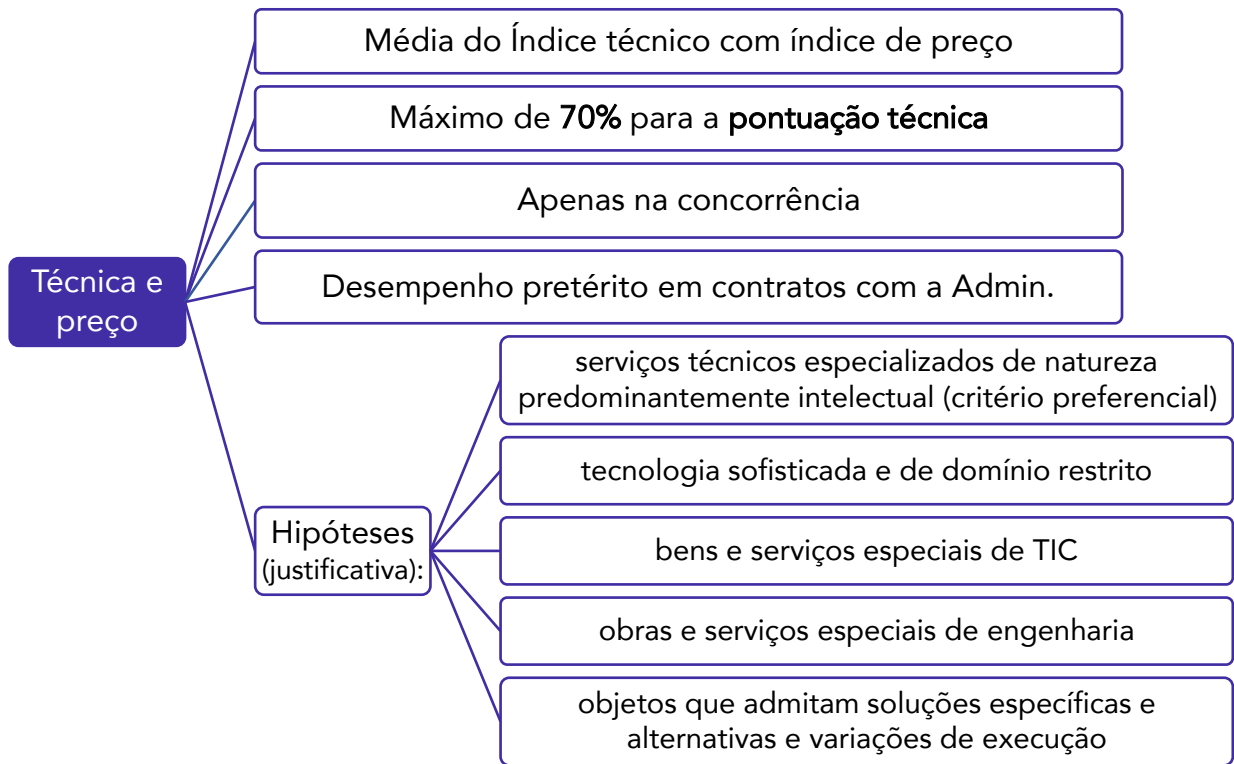 Média do Índice técnico com índice de preço
Máximo de 70% para a pontuação técnica
Apenas na concorrência
Desempenho pretérito em contratos com a Admin.
Técnica e
preço
Hipóteses
(justificativa):
serviços técnicos especializados de natureza
predominantemente intelectual (critério preferencial)
tecnologia sofisticada e de domínio restrito
bens e serviços especiais de TIC
obras e serviços especiais de engenharia
objetos que admitam soluções específicas e
alternativas e variações de execução